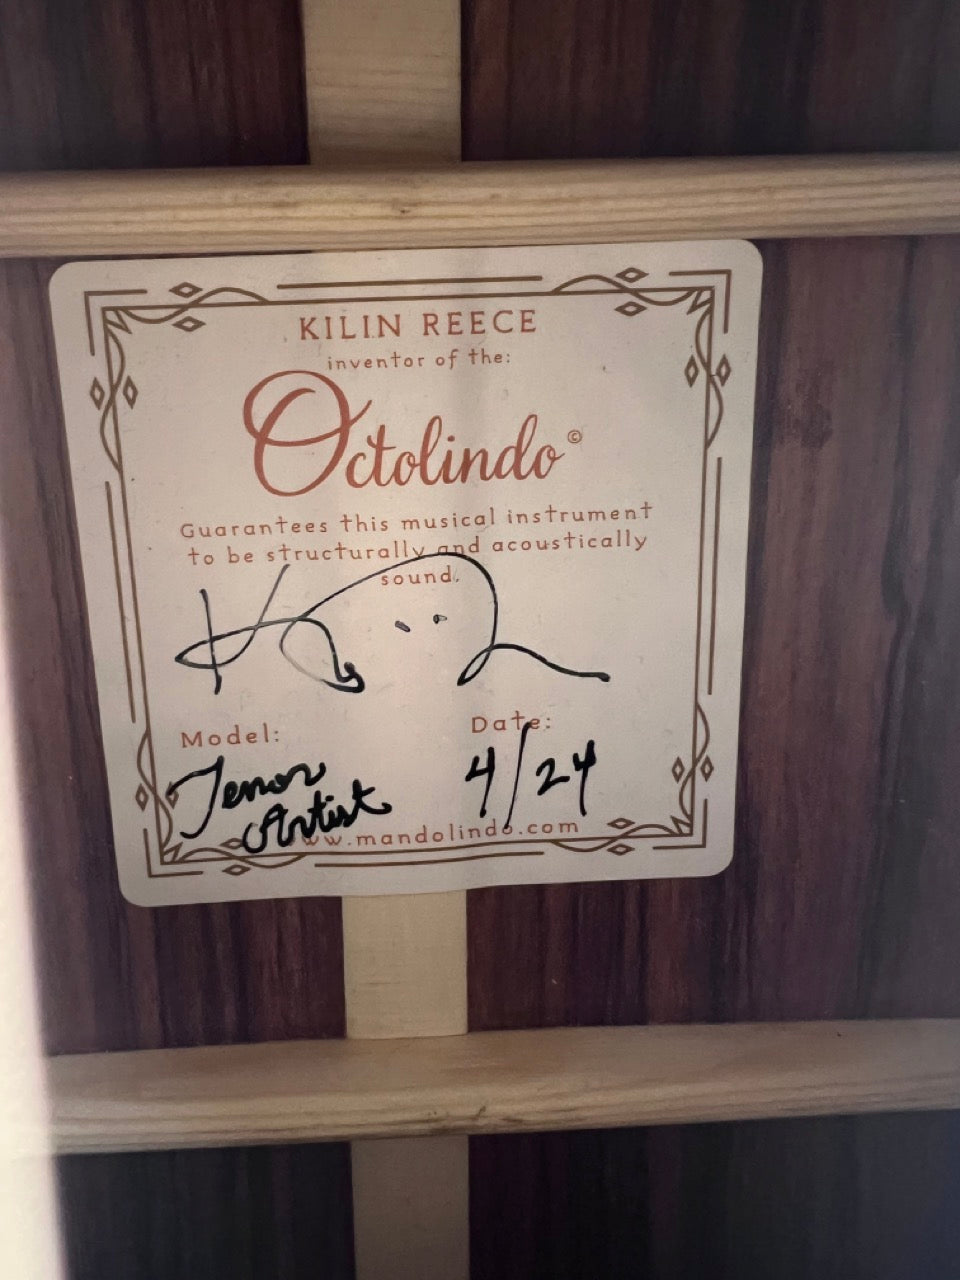 KILIN REECE
inventor of the:
Octolindo©
Guarantees this musical instrument
to be structurally and acoustically
sound.
Model:
Date:
Tenor
Artist
4/24
www.mandolindo.com